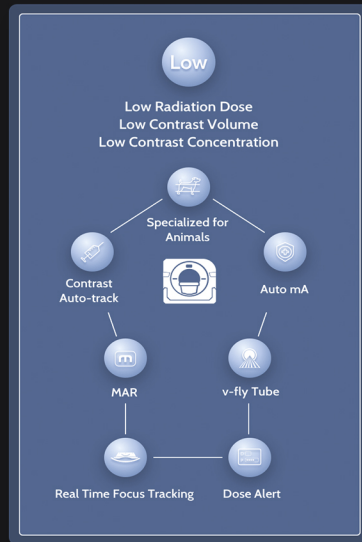 Low
Low Radiation Dose
Low Contrast Volume
Low Contrast Concentration
Specialized for
Animals
Contrast
Auto-track
Auto mA
m
MAR
v-fly Tube
Real Time Focus Tracking
Dose Alert